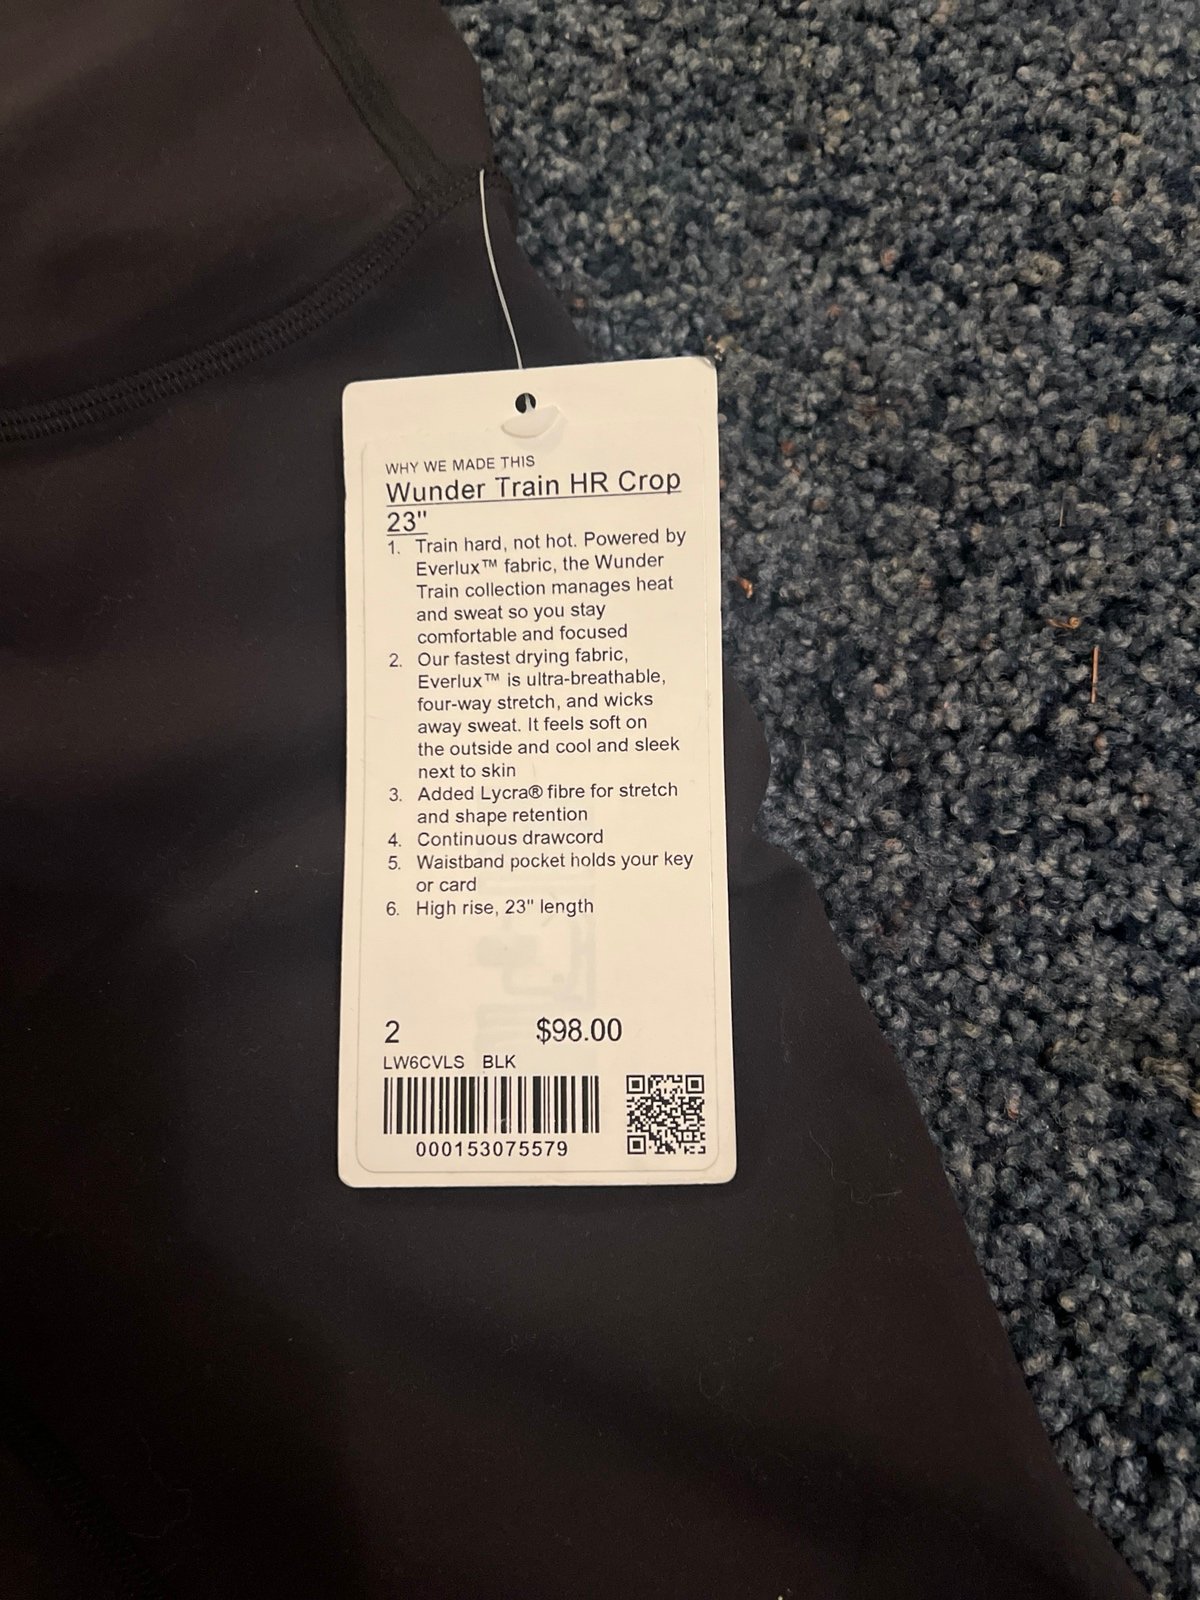 WHY WE MADE THIS
Wunder Train HR Crop
23"
1. Train hard, not hot. Powered by
Everlux™ fabric, the Wunder
Train collection manages heat
and sweat so you stay
comfortable and focused
2. Our fastest drying fabric,
Everlux™ is ultra-breathable,
four-way stretch, and wicks
away sweat. It feels soft on
the outside and cool and sleek
next to skin
3. Added Lycra® fibre for stretch
and shape retention
4. Continuous drawcord
5. Waistband pocket holds your key
or card
6. High rise, 23" length
2 $98.00
LW6CVLS BLK
000153075579